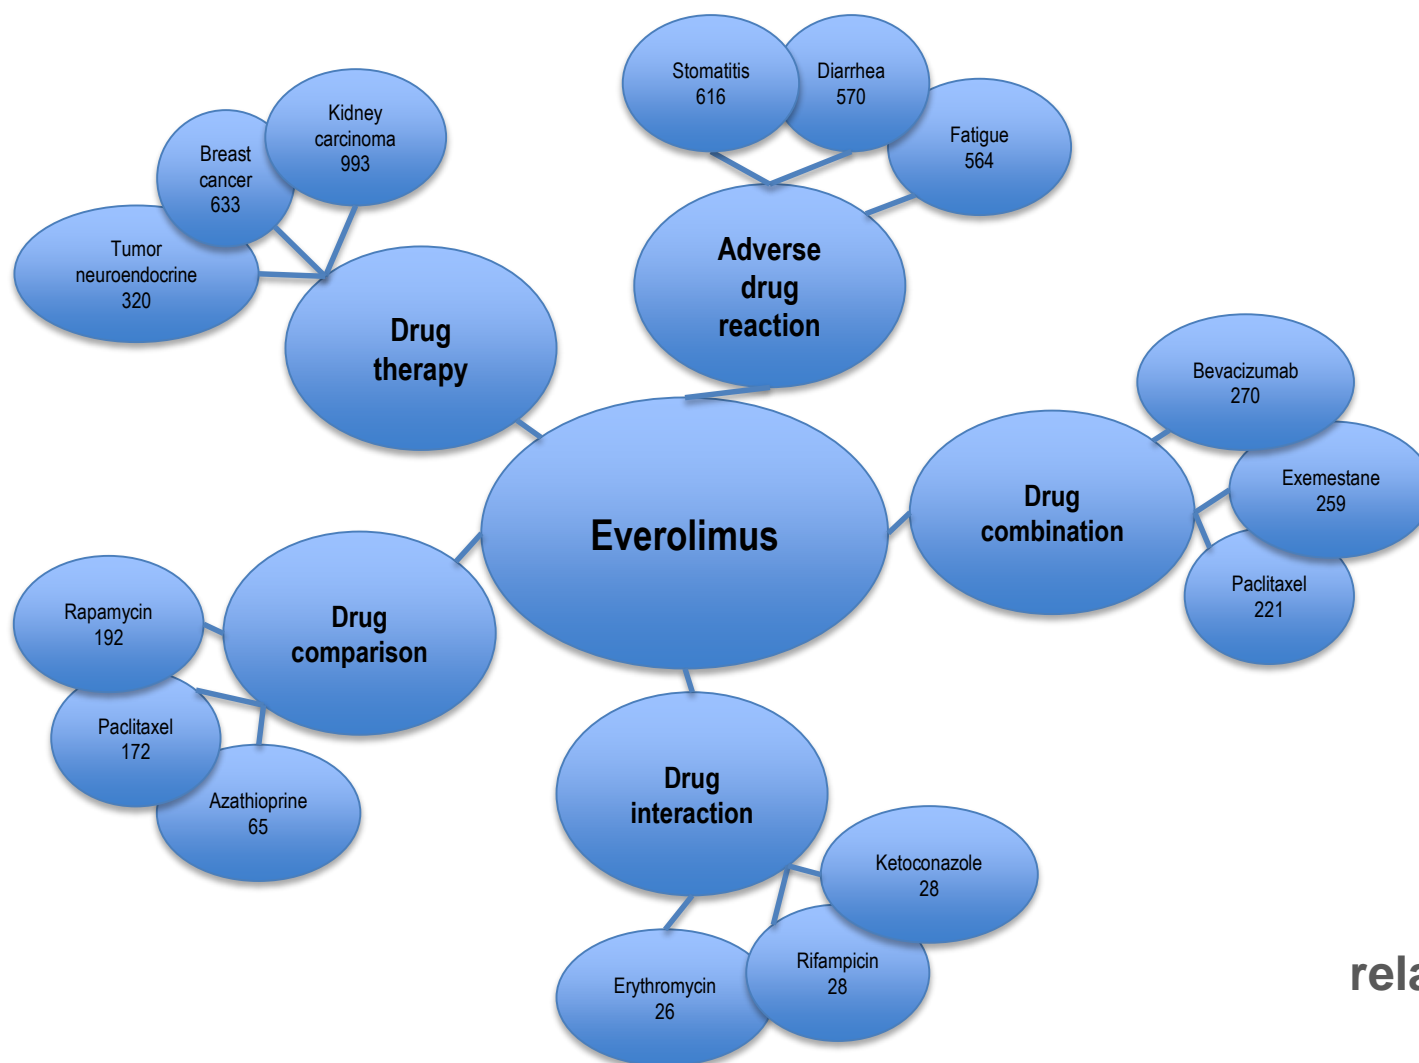 Stomatitis
616
Diarrhea
570
Fatigue
564
Kidney
carcinoma
993
Breast
cancer
633
Tumor
neuroendocrine
320
Adverse
drug
reaction
Drug
therapy
Bevacizumab
270
Exemestane
259
Paclitaxel
221
Drug
combination
Everolimus
Rapamycin
192
Paclitaxel
172
Azathioprine
65
Drug
comparison
Drug
interaction
Ketoconazole
28
Rifampicin
28
Erythromycin
26
rela